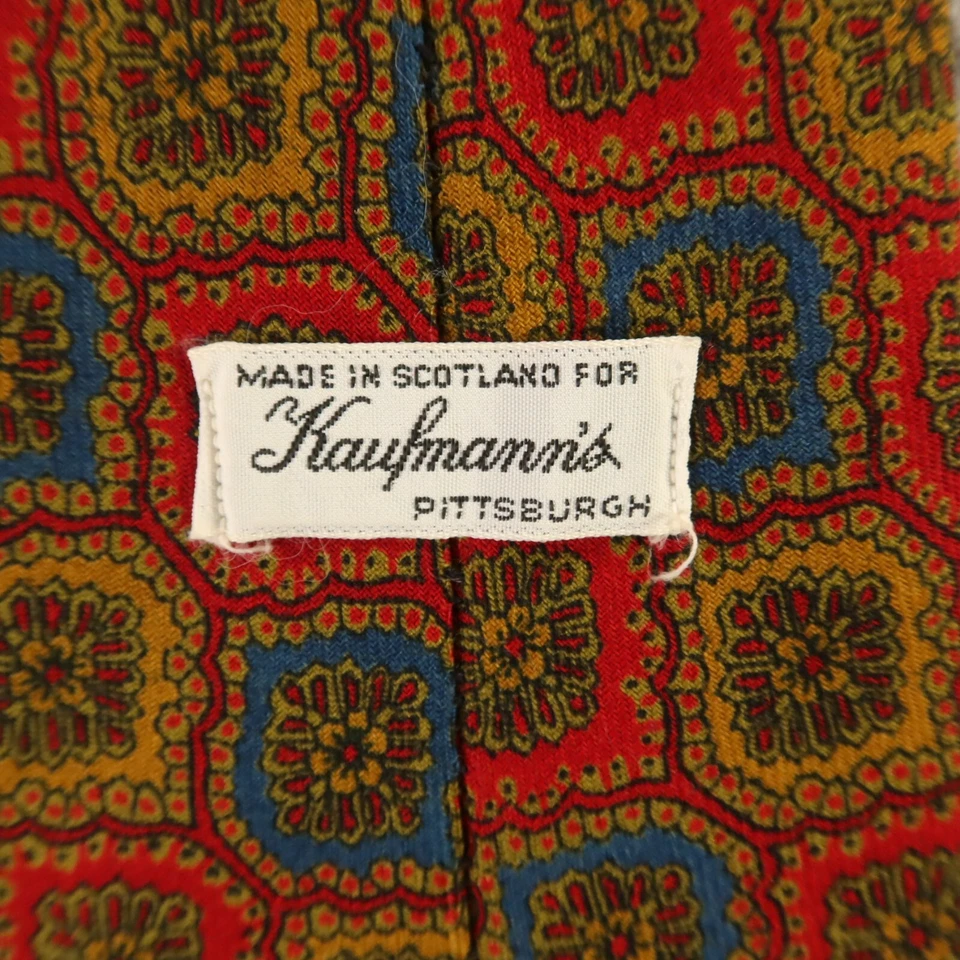 MADE IN SCOTLAND FOR
Kaufmann's
PITTSBURGH